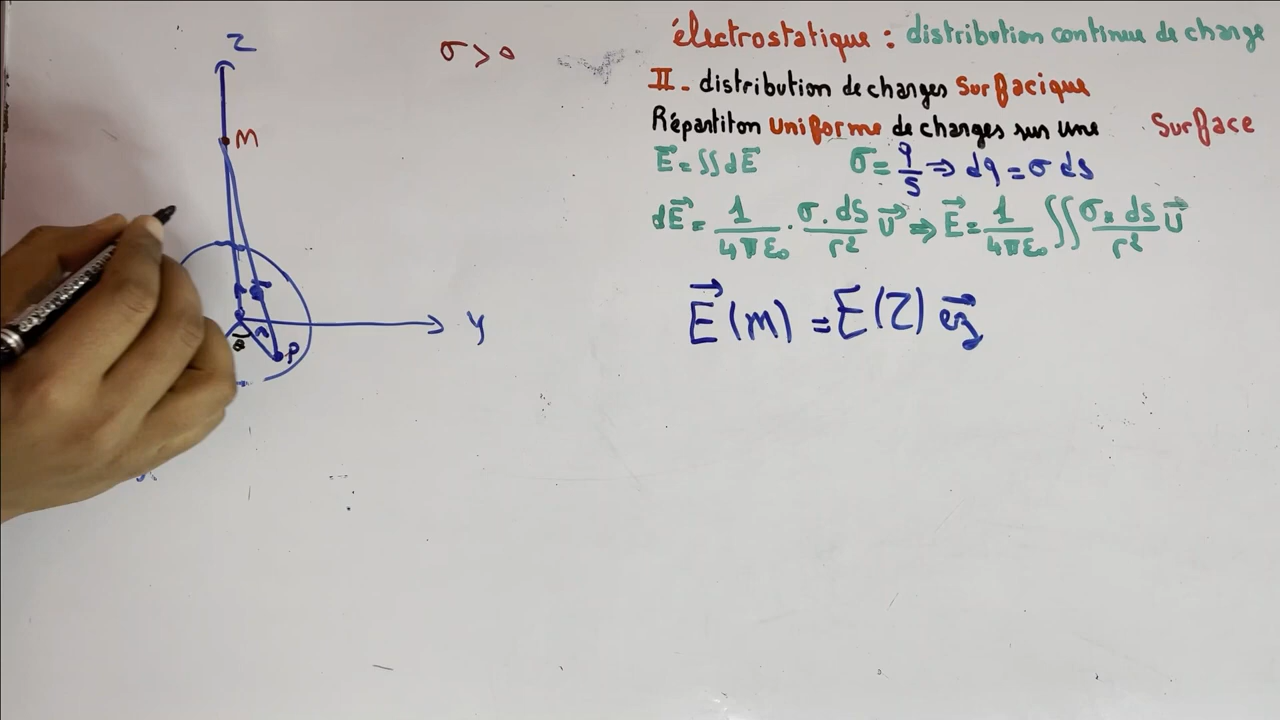 électrostatique : distribution continue de charge
II - distribution de charges surfacique
Répartiton uniforme de charges sur une surface
E⃗ = ∬ dE⃗ σ = q/S ⇒ dq = σ ds
dE⃗ = 1/4πε₀ · σ. ds/r² u⃗ ⇒ E⃗ = 1/4πε₀ ∬ σ x ds/r² u⃗
E⃗(M) = E(Z) e⃗z
σ > 0
Z
M
y
θ
P